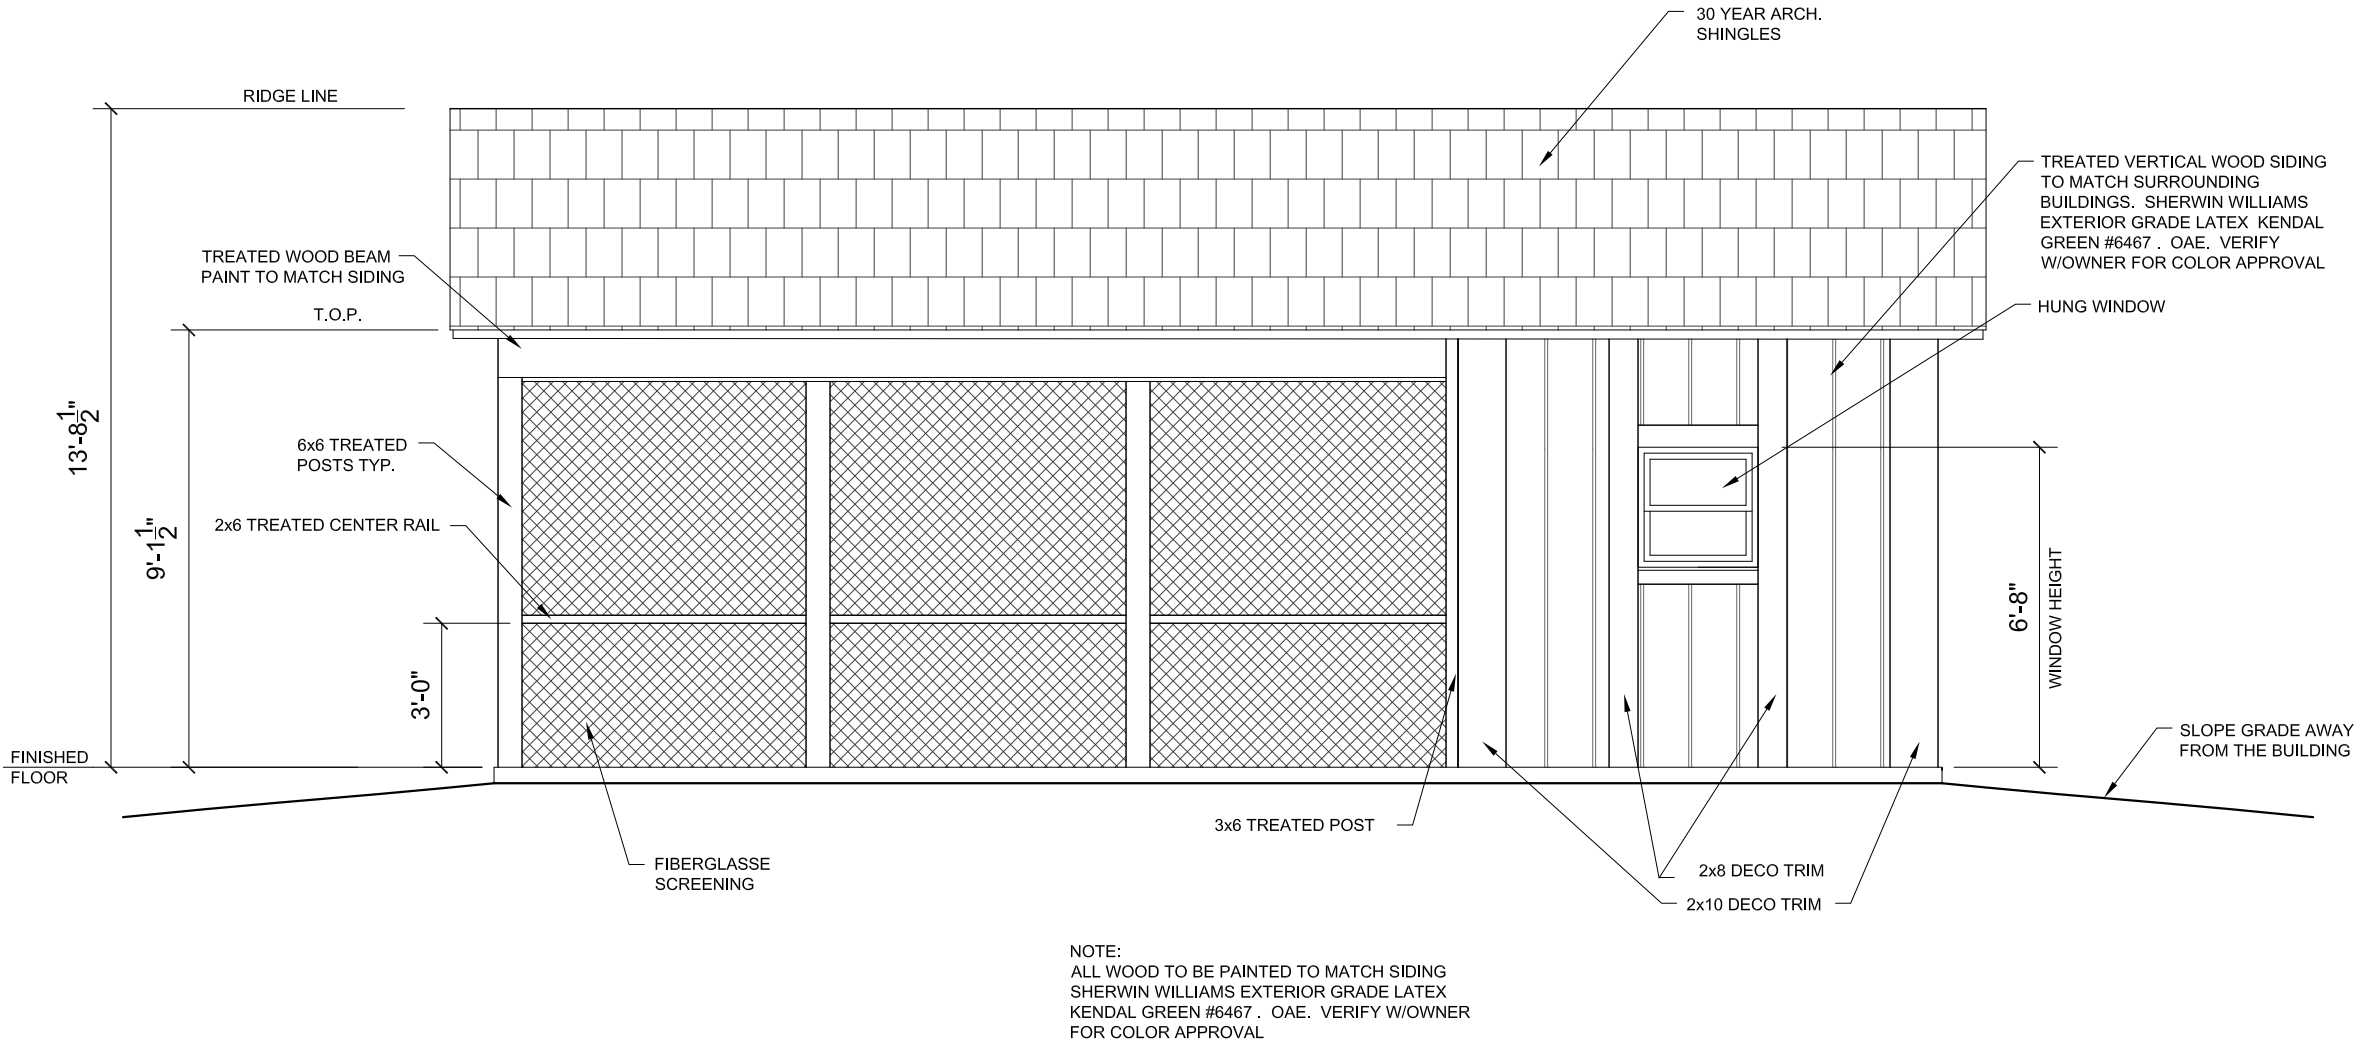 30 YEAR ARCH.
SHINGLES
RIDGE LINE
TREATED VERTICAL WOOD SIDING
TO MATCH SURROUNDING
BUILDINGS. SHERWIN WILLIAMS
EXTERIOR GRADE LATEX KENDAL
GREEN #6467 . OAE. VERIFY
W/OWNER FOR COLOR APPROVAL
TREATED WOOD BEAM
PAINT TO MATCH SIDING
T.O.P.
HUNG WINDOW
13'-8 1/2"
6x6 TREATED
POSTS TYP.
2x6 TREATED CENTER RAIL
9'-1 1/2"
3'-0"
6'-8"
WINDOW HEIGHT
FINISHED
FLOOR
SLOPE GRADE AWAY
FROM THE BUILDING
3x6 TREATED POST
FIBERGLASSE
SCREENING
2x8 DECO TRIM
2x10 DECO TRIM
NOTE:
ALL WOOD TO BE PAINTED TO MATCH SIDING
SHERWIN WILLIAMS EXTERIOR GRADE LATEX
KENDAL GREEN #6467 . OAE. VERIFY W/OWNER
FOR COLOR APPROVAL